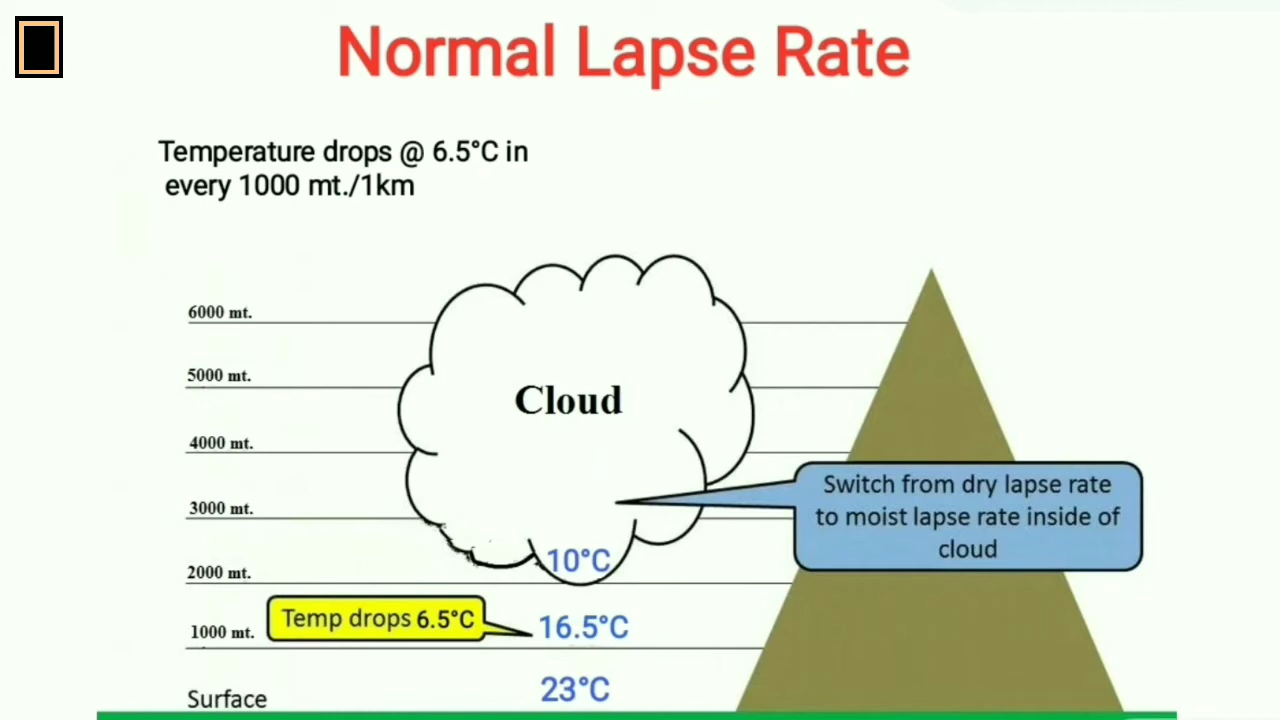 Normal Lapse Rate
Temperature drops @ 6.5°C in
every 1000 mt./1km
6000 mt.
5000 mt.
Cloud
4000 mt.
Switch from dry lapse rate
to moist lapse rate inside of
cloud
3000 mt.
10°C
2000 mt.
Temp drops 6.5°C
16.5°C
1000 mt.
23°C
Surface